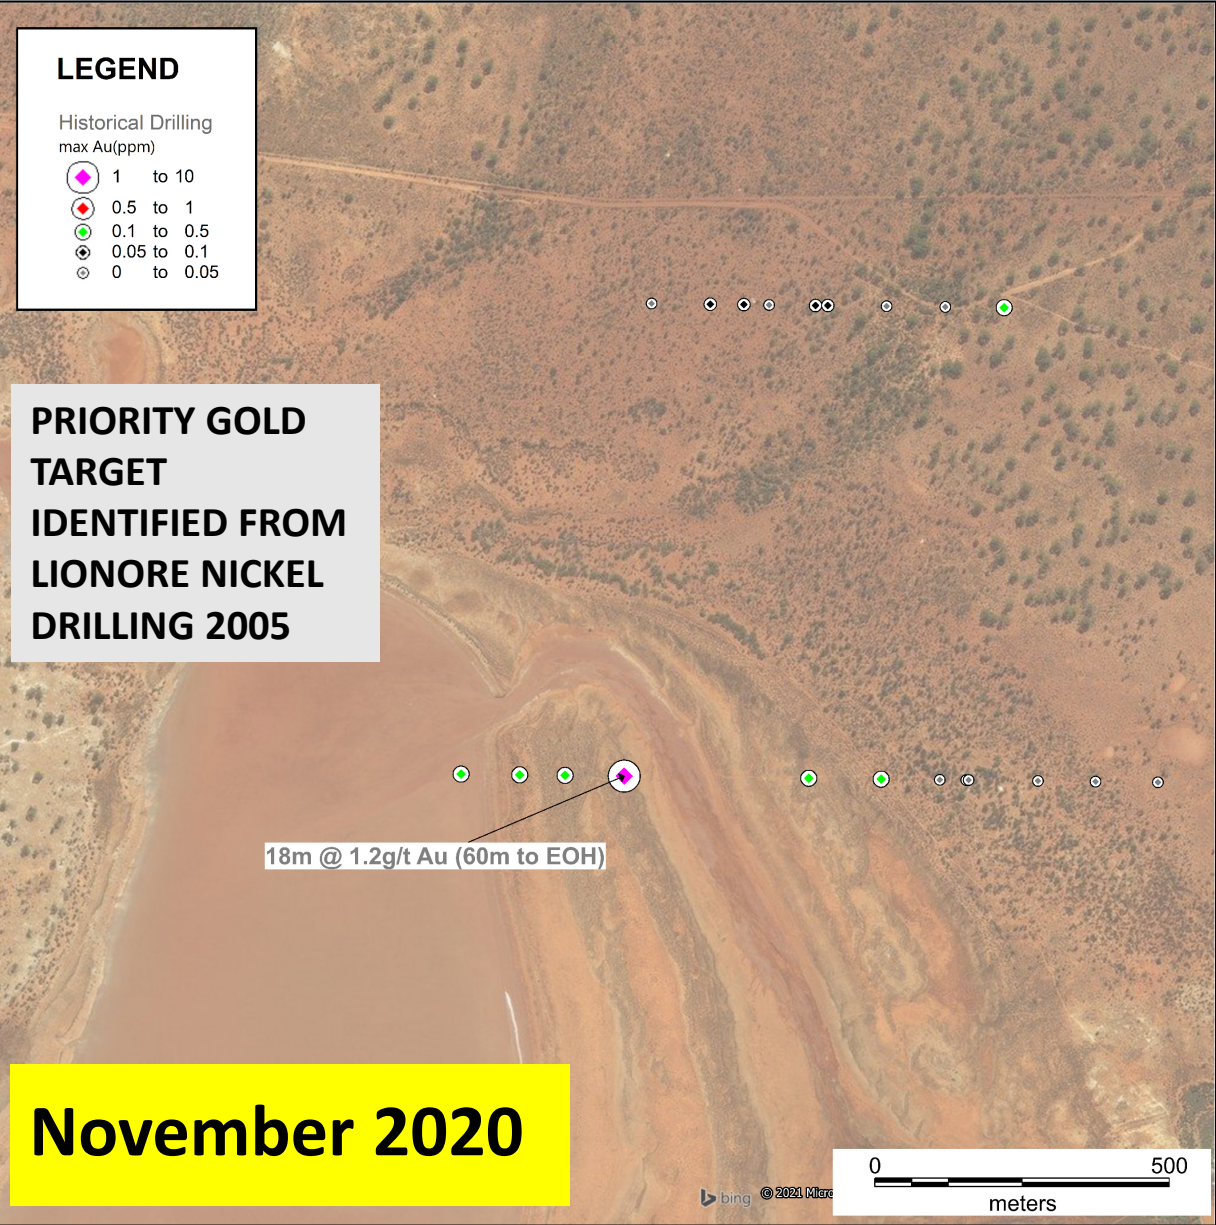 LEGEND
Historical Drilling
max Au(ppm)
1 to 10
0.5 to 1
0.1 to 0.5
0.05 to 0.1
0 to 0.05
PRIORITY GOLD
TARGET
IDENTIFIED FROM
LIONORE NICKEL
DRILLING 2005
18m @ 1.2g/t Au (60m to EOH)
November 2020
0 500
meters
bing © 2021 Micro